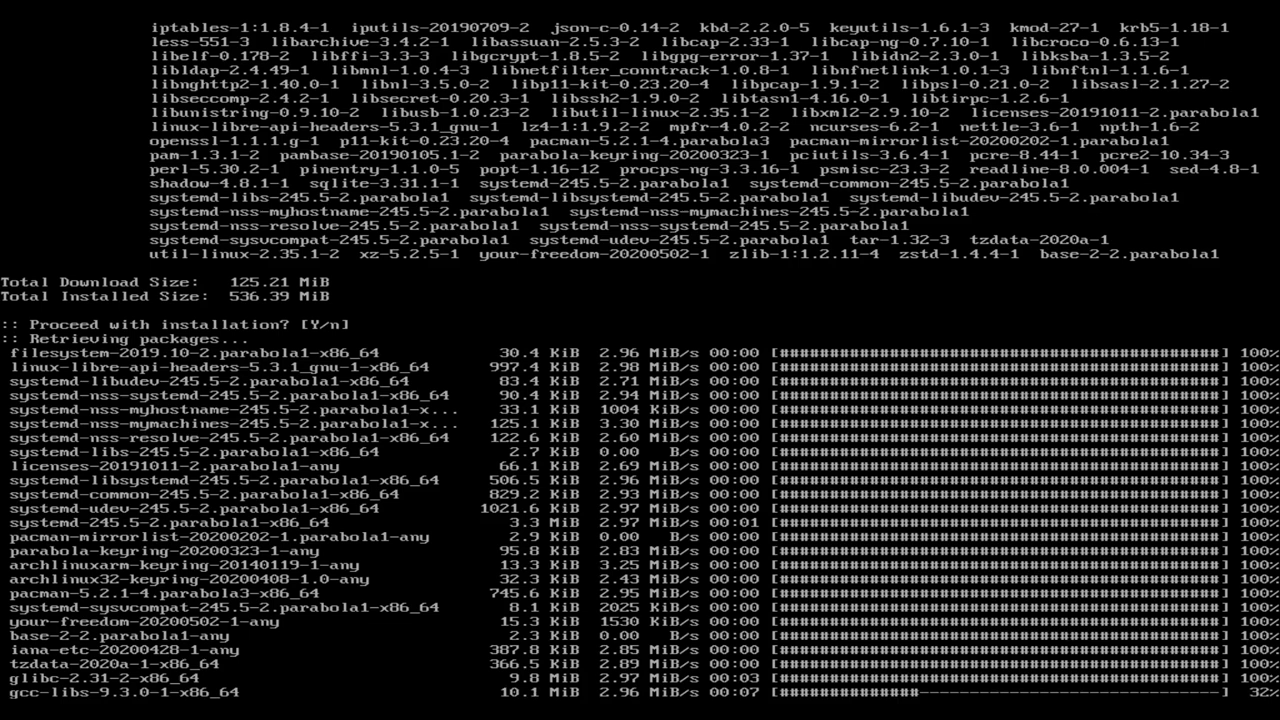 iptables-1:1.8.4-1  iputils-20190709-2  json-c-0.14-2  kbd-2.2.0-5  keyutils-1.6.1-3  kmod-27-1  krb5-1.18-1
less-551-3  libarchive-3.4.2-1  libassuan-2.5.3-2  libcap-2.33-1  libcap-ng-0.7.10-1  libcroco-0.6.13-1
libelf-0.178-2  libffi-3.3-3  libgcrypt-1.8.5-2  libgpg-error-1.37-1  libidn2-2.3.0-1  libksba-1.3.5-2
libldap-2.4.49-1  libmnl-1.0.4-3  libnetfilter_conntrack-1.0.8-1  libnfnetlink-1.0.1-3  libnftnl-1.1.6-1
libnghttp2-1.40.0-1  libnl-3.5.0-2  libp11-kit-0.23.20-4  libpcap-1.9.1-2  libpsl-0.21.0-2  libsasl-2.1.27-2
libseccomp-2.4.2-1  libsecret-0.20.3-1  libssh2-1.9.0-2  libtasn1-4.16.0-1  libtirpc-1.2.6-1
libunistring-0.9.10-2  libusb-1.0.23-2  libutil-linux-2.35.1-2  libxml2-2.9.10-2  licenses-20191011-2.parabola1
linux-libre-api-headers-5.3.1_gnu-1  lz4-1:1.9.2-2  mpfr-4.0.2-2  ncurses-6.2-1  nettle-3.6-1  npth-1.6-2
openssl-1.1.1.g-1  p11-kit-0.23.20-4  pacman-5.2.1-4.parabola3  pacman-mirrorlist-20200202-1.parabola1
pam-1.3.1-2  pambase-20190105.1-2  parabola-keyring-20200323-1  pciutils-3.6.4-1  pcre-8.44-1  pcre2-10.34-3
perl-5.30.2-1  pinentry-1.1.0-5  popt-1.16-12  procps-ng-3.3.16-1  psmisc-23.3-2  readline-8.0.004-1  sed-4.8-1
shadow-4.8.1-1  sqlite-3.31.1-1  systemd-245.5-2.parabola1  systemd-common-245.5-2.parabola1
systemd-libs-245.5-2.parabola1  systemd-libsystemd-245.5-2.parabola1  systemd-libudev-245.5-2.parabola1
systemd-nss-myhostname-245.5-2.parabola1  systemd-nss-mymachines-245.5-2.parabola1
systemd-nss-resolve-245.5-2.parabola1  systemd-nss-systemd-245.5-2.parabola1
systemd-sysvcompat-245.5-2.parabola1  systemd-udev-245.5-2.parabola1  tar-1.32-3  tzdata-2020a-1
util-linux-2.35.1-2  xz-5.2.5-1  your-freedom-20200502-1  zlib-1:1.2.11-4  zstd-1.4.4-1  base-2-2.parabola1
Total Download Size:   125.21 MiB
Total Installed Size:  536.39 MiB
:: Proceed with installation? [Y/n]
:: Retrieving packages...
filesystem-2019.10-2.parabola1-x86_64  30.4 KiB  2.96 MiB/s 00:00 [############################################] 100%
linux-libre-api-headers-5.3.1_gnu-1-x86_64  997.4 KiB  2.98 MiB/s 00:00 [############################################] 100%
systemd-libudev-245.5-2.parabola1-x86_64  83.4 KiB  2.71 MiB/s 00:00 [############################################] 100%
systemd-nss-systemd-245.5-2.parabola1-x86_64  90.4 KiB  2.94 MiB/s 00:00 [############################################] 100%
systemd-nss-myhostname-245.5-2.parabola1-x...  33.1 KiB  1004 KiB/s 00:00 [############################################] 100%
systemd-nss-mymachines-245.5-2.parabola1-x...  125.1 KiB  3.30 MiB/s 00:00 [############################################] 100%
systemd-nss-resolve-245.5-2.parabola1-x86_64  122.6 KiB  2.60 MiB/s 00:00 [############################################] 100%
systemd-libs-245.5-2.parabola1-x86_64  2.7 KiB  0.00   B/s 00:00 [############################################] 100%
licenses-20191011-2.parabola1-any  66.1 KiB  2.69 MiB/s 00:00 [############################################] 100%
systemd-libsystemd-245.5-2.parabola1-x86_64  506.5 KiB  2.96 MiB/s 00:00 [############################################] 100%
systemd-common-245.5-2.parabola1-x86_64  829.2 KiB  2.93 MiB/s 00:00 [############################################] 100%
systemd-udev-245.5-2.parabola1-x86_64  1021.6 KiB  2.97 MiB/s 00:00 [############################################] 100%
systemd-245.5-2.parabola1-x86_64  3.3 MiB  2.97 MiB/s 00:01 [############################################] 100%
pacman-mirrorlist-20200202-1.parabola1-any  2.9 KiB  0.00   B/s 00:00 [############################################] 100%
parabola-keyring-20200323-1-any  95.8 KiB  2.83 MiB/s 00:00 [############################################] 100%
archlinuxarm-keyring-20140119-1-any  13.3 KiB  3.25 MiB/s 00:00 [############################################] 100%
archlinux32-keyring-20200408-1.0-any  32.3 KiB  2.43 MiB/s 00:00 [############################################] 100%
pacman-5.2.1-4.parabola3-x86_64  745.6 KiB  2.95 MiB/s 00:00 [############################################] 100%
systemd-sysvcompat-245.5-2.parabola1-x86_64  8.1 KiB  2025 KiB/s 00:00 [############################################] 100%
your-freedom-20200502-1-any  15.3 KiB  1530 KiB/s 00:00 [############################################] 100%
base-2-2.parabola1-any  2.3 KiB  0.00   B/s 00:00 [############################################] 100%
iana-etc-20200428-1-any  387.8 KiB  2.85 MiB/s 00:00 [############################################] 100%
tzdata-2020a-1-x86_64  366.5 KiB  2.89 MiB/s 00:00 [############################################] 100%
glibc-2.31-2-x86_64  9.8 MiB  2.97 MiB/s 00:03 [############################################] 100%
gcc-libs-9.3.0-1-x86_64  10.1 MiB  2.96 MiB/s 00:07 [##############------------------------------] 32%